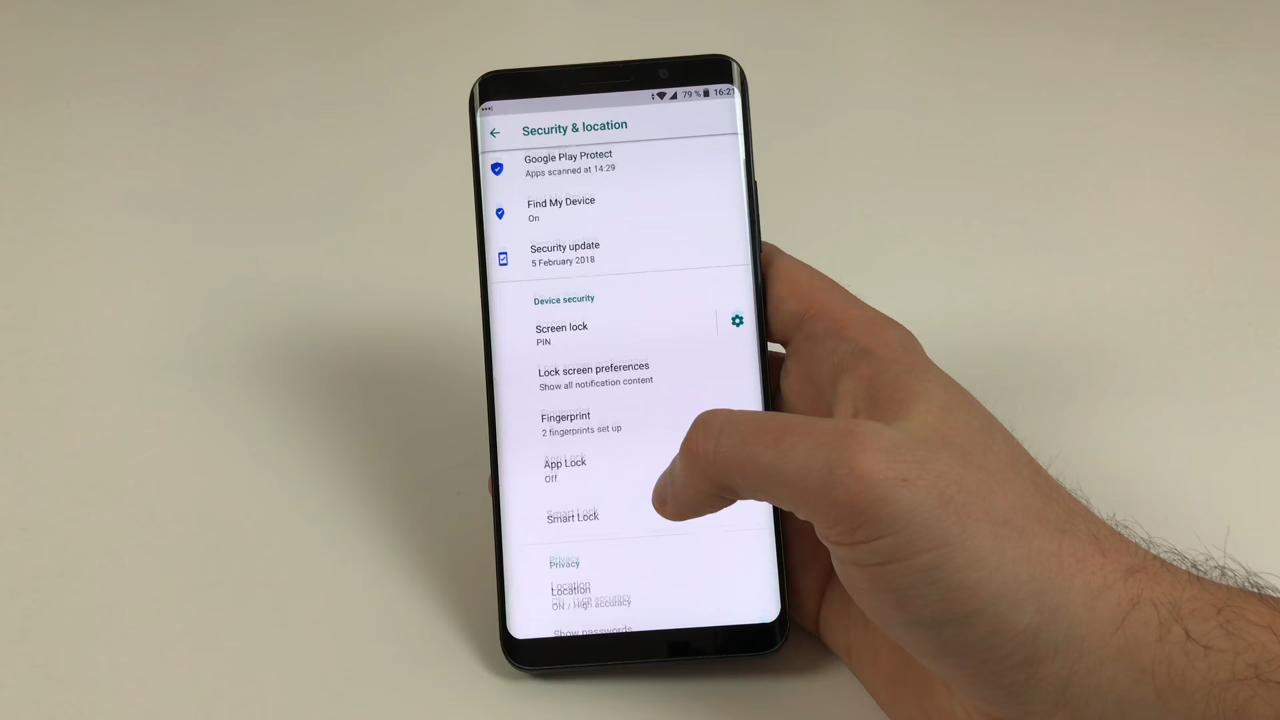 79 % 16:21
Security & location
Google Play Protect
Apps scanned at 14:29
Find My Device
On
Security update
5 February 2018
Device security
Screen lock
PIN
Lock screen preferences
Show all notification content
Fingerprint
2 fingerprints set up
App Lock
Off
Smart Lock
Privacy
Location
ON / High accuracy
Show passwords